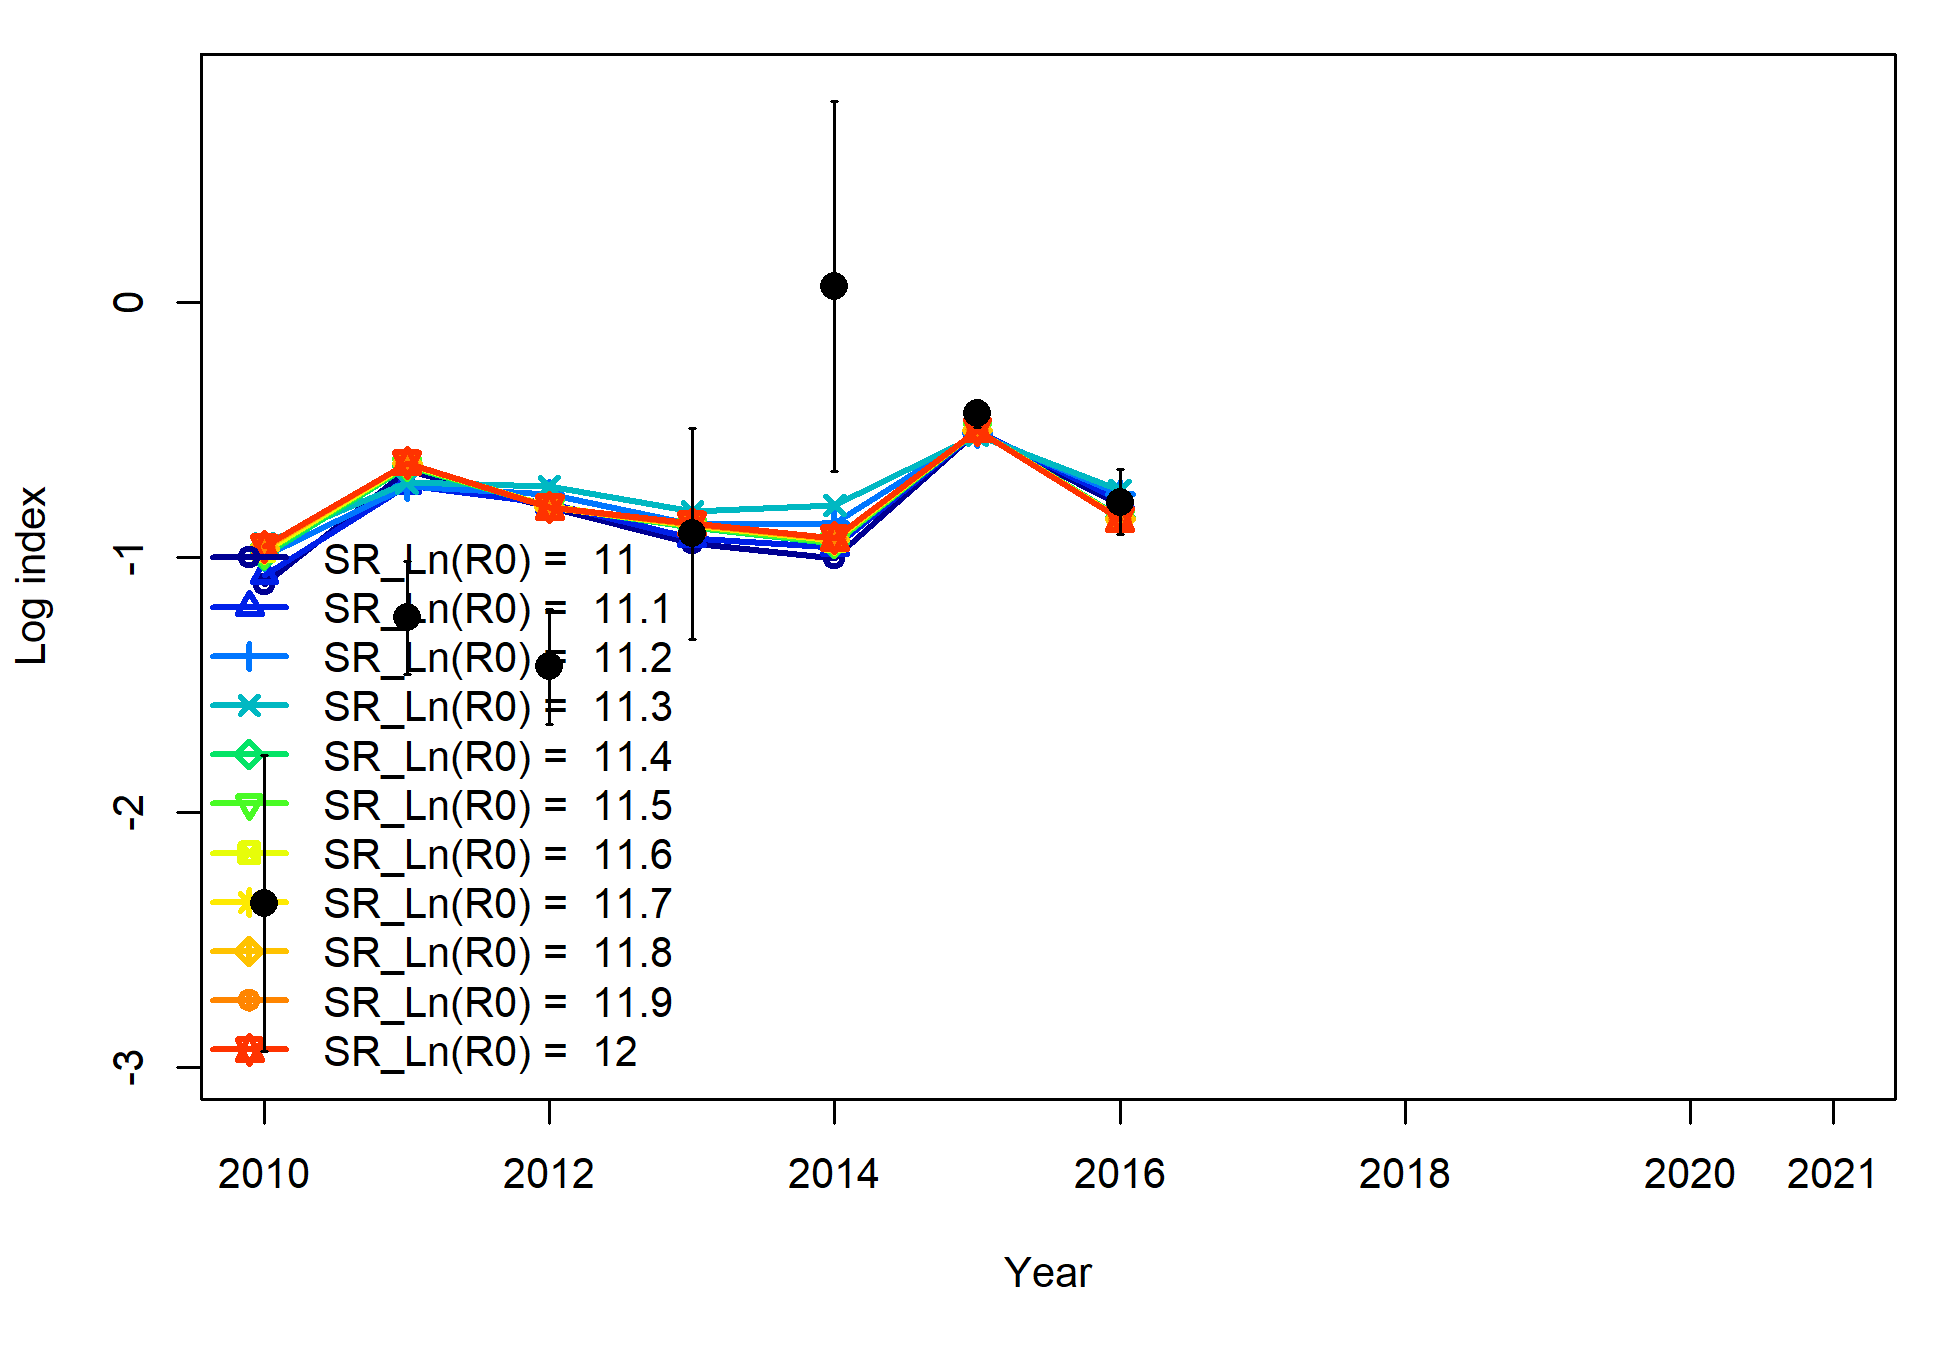 Log index
0
-1
-2
-3
SR_Ln(R0) = 11
SR_Ln(R0) = 11.1
SR_Ln(R0) = 11.2
SR_Ln(R0) = 11.3
SR_Ln(R0) = 11.4
SR_Ln(R0) = 11.5
SR_Ln(R0) = 11.6
SR_Ln(R0) = 11.7
SR_Ln(R0) = 11.8
SR_Ln(R0) = 11.9
SR_Ln(R0) = 12
2010 2012 2014 2016 2018 2020 2021
Year